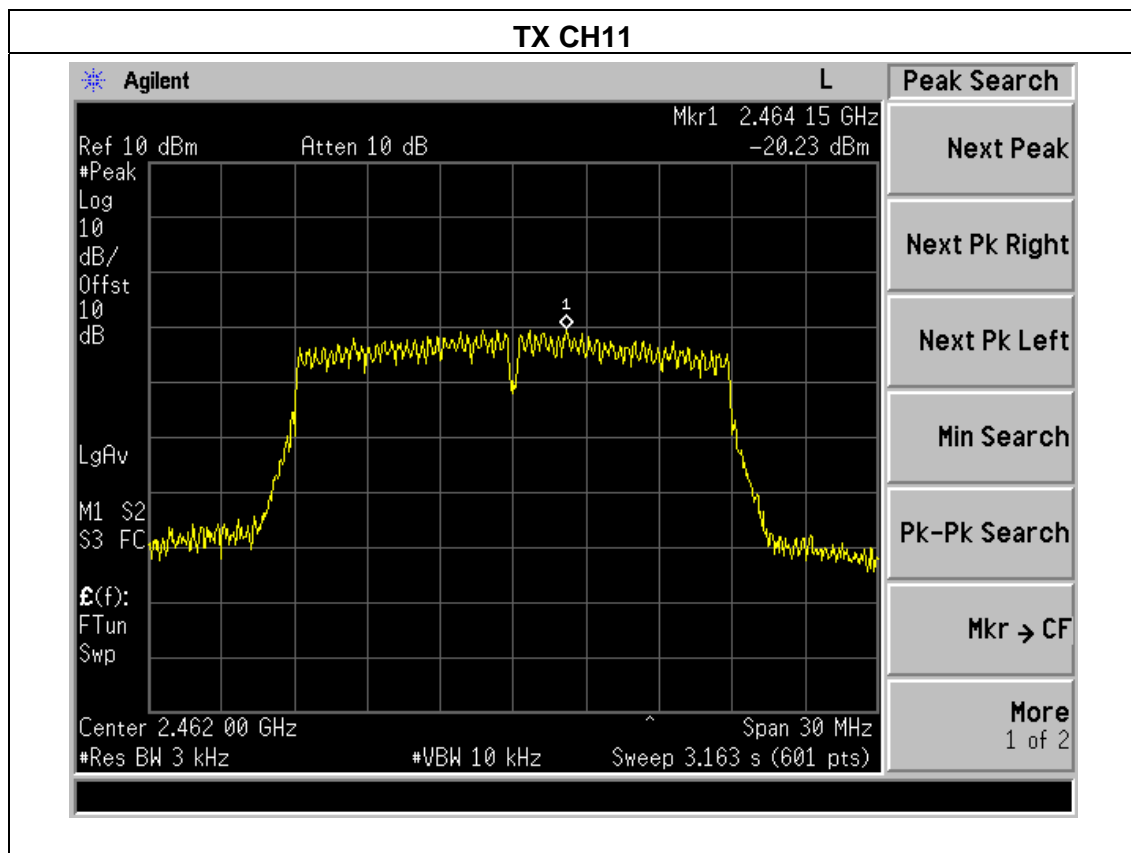 TX CH11
Agilent L Peak Search
Mkr1 2.464 15 GHz
Ref 10 dBm Atten 10 dB -20.23 dBm
#Peak
Log
10
dB/
Offst
10
dB
1
LgAv
M1 S2
S3 FC
£(f):
FTun
Swp
Center 2.462 00 GHz ^ Span 30 MHz
#Res BW 3 kHz #VBW 10 kHz Sweep 3.163 s (601 pts)
Next Peak
Next Pk Right
Next Pk Left
Min Search
Pk-Pk Search
Mkr → CF
More
1 of 2